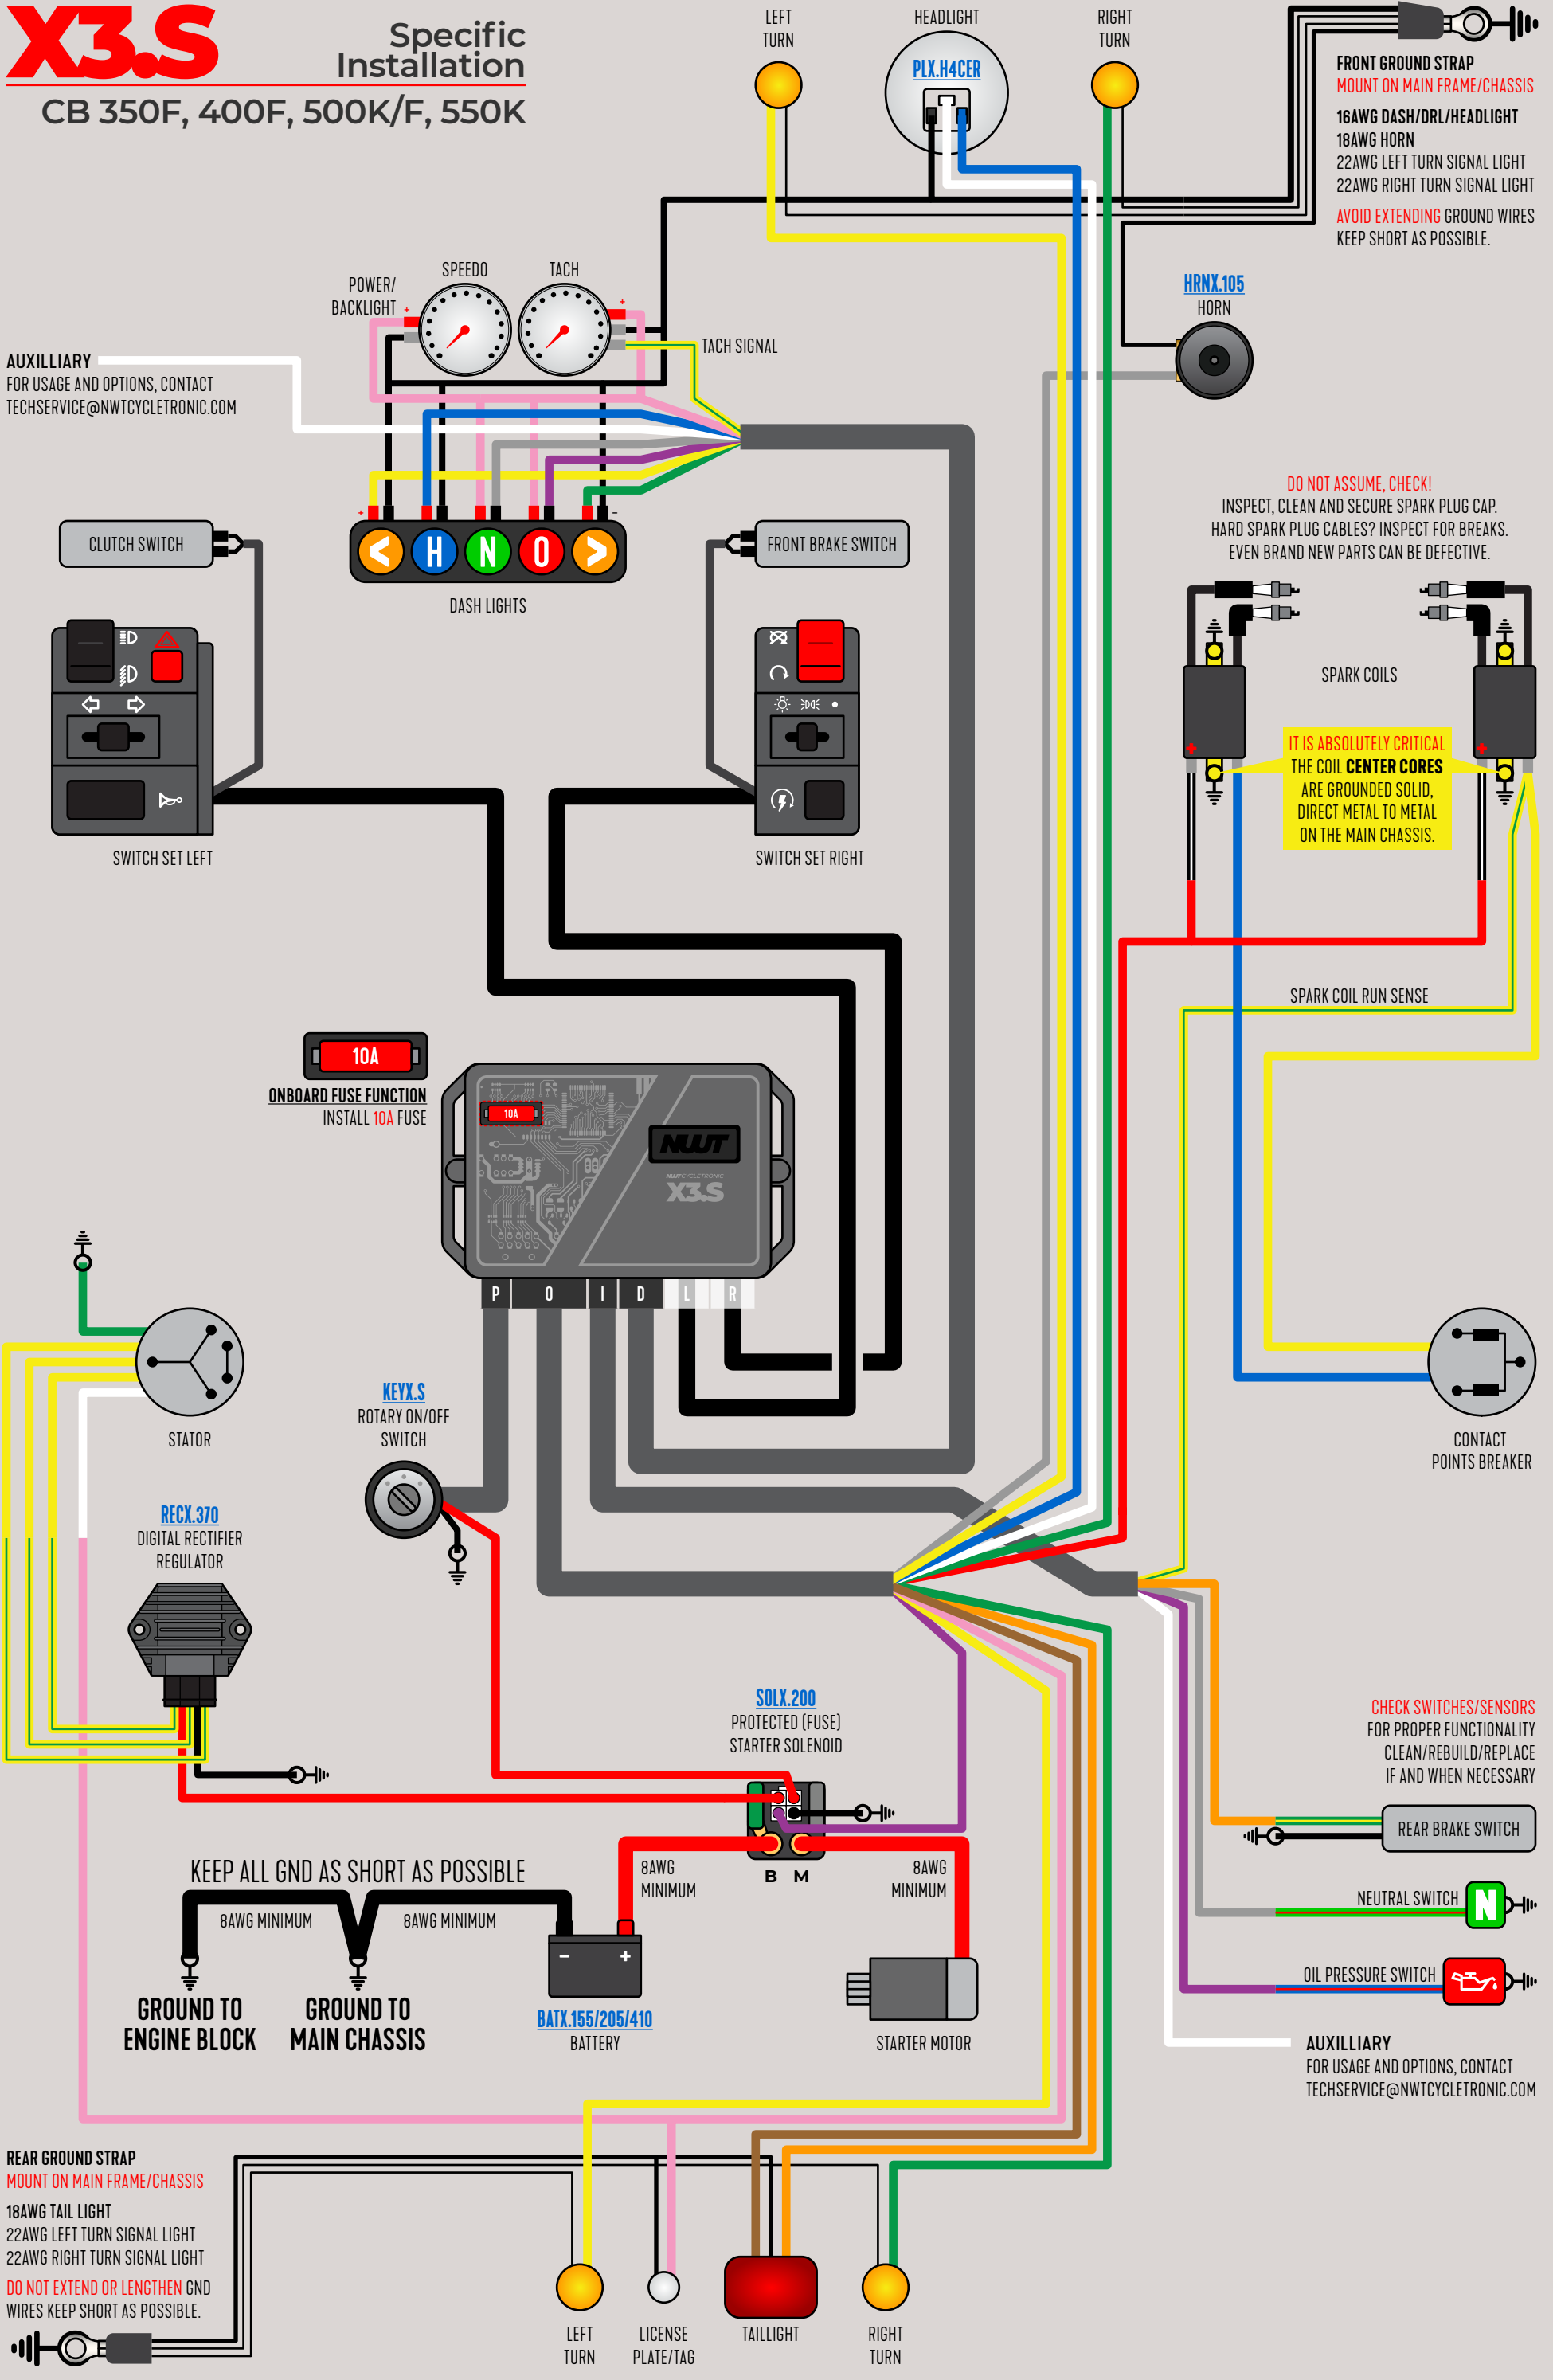 X3.S
Specific
Installation
CB 350F, 400F, 500K/F, 550K
LEFT
TURN
HEADLIGHT
PLX.H4CER
RIGHT
TURN
FRONT GROUND STRAP
MOUNT ON MAIN FRAME/CHASSIS
16AWG DASH/DRL/HEADLIGHT
18AWG HORN
22AWG LEFT TURN SIGNAL LIGHT
22AWG RIGHT TURN SIGNAL LIGHT
AVOID EXTENDING GROUND WIRES
KEEP SHORT AS POSSIBLE.
HRNX.105
HORN
POWER/
BACKLIGHT
SPEEDO
TACH
+
+
TACH SIGNAL
AUXILLIARY
FOR USAGE AND OPTIONS, CONTACT
TECHSERVICE@NWTCYCLETRONIC.COM
+
-
< H N O >
DASH LIGHTS
CLUTCH SWITCH
FRONT BRAKE SWITCH
SWITCH SET LEFT
SWITCH SET RIGHT
DO NOT ASSUME, CHECK!
INSPECT, CLEAN AND SECURE SPARK PLUG CAP.
HARD SPARK PLUG CABLES? INSPECT FOR BREAKS.
EVEN BRAND NEW PARTS CAN BE DEFECTIVE.
SPARK COILS
+
+
IT IS ABSOLUTELY CRITICAL
THE COIL CENTER CORES
ARE GROUNDED SOLID,
DIRECT METAL TO METAL
ON THE MAIN CHASSIS.
SPARK COIL RUN SENSE
10A
ONBOARD FUSE FUNCTION
INSTALL 10A FUSE
10A
NWT
NWTCYCLETRONIC
X3.S
P O I D L R
STATOR
KEYX.S
ROTARY ON/OFF
SWITCH
CONTACT
POINTS BREAKER
RECX.370
DIGITAL RECTIFIER
REGULATOR
SOLX.200
PROTECTED (FUSE)
STARTER SOLENOID
B M
8AWG
MINIMUM
8AWG
MINIMUM
CHECK SWITCHES/SENSORS
FOR PROPER FUNCTIONALITY
CLEAN/REBUILD/REPLACE
IF AND WHEN NECESSARY
REAR BRAKE SWITCH
NEUTRAL SWITCH
N
OIL PRESSURE SWITCH
AUXILLIARY
FOR USAGE AND OPTIONS, CONTACT
TECHSERVICE@NWTCYCLETRONIC.COM
KEEP ALL GND AS SHORT AS POSSIBLE
8AWG MINIMUM
8AWG MINIMUM
GROUND TO
ENGINE BLOCK
GROUND TO
MAIN CHASSIS
- +
BATX.155/205/410
BATTERY
STARTER MOTOR
REAR GROUND STRAP
MOUNT ON MAIN FRAME/CHASSIS
18AWG TAIL LIGHT
22AWG LEFT TURN SIGNAL LIGHT
22AWG RIGHT TURN SIGNAL LIGHT
DO NOT EXTEND OR LENGTHEN GND
WIRES KEEP SHORT AS POSSIBLE.
LEFT
TURN
LICENSE
PLATE/TAG
TAILLIGHT
RIGHT
TURN